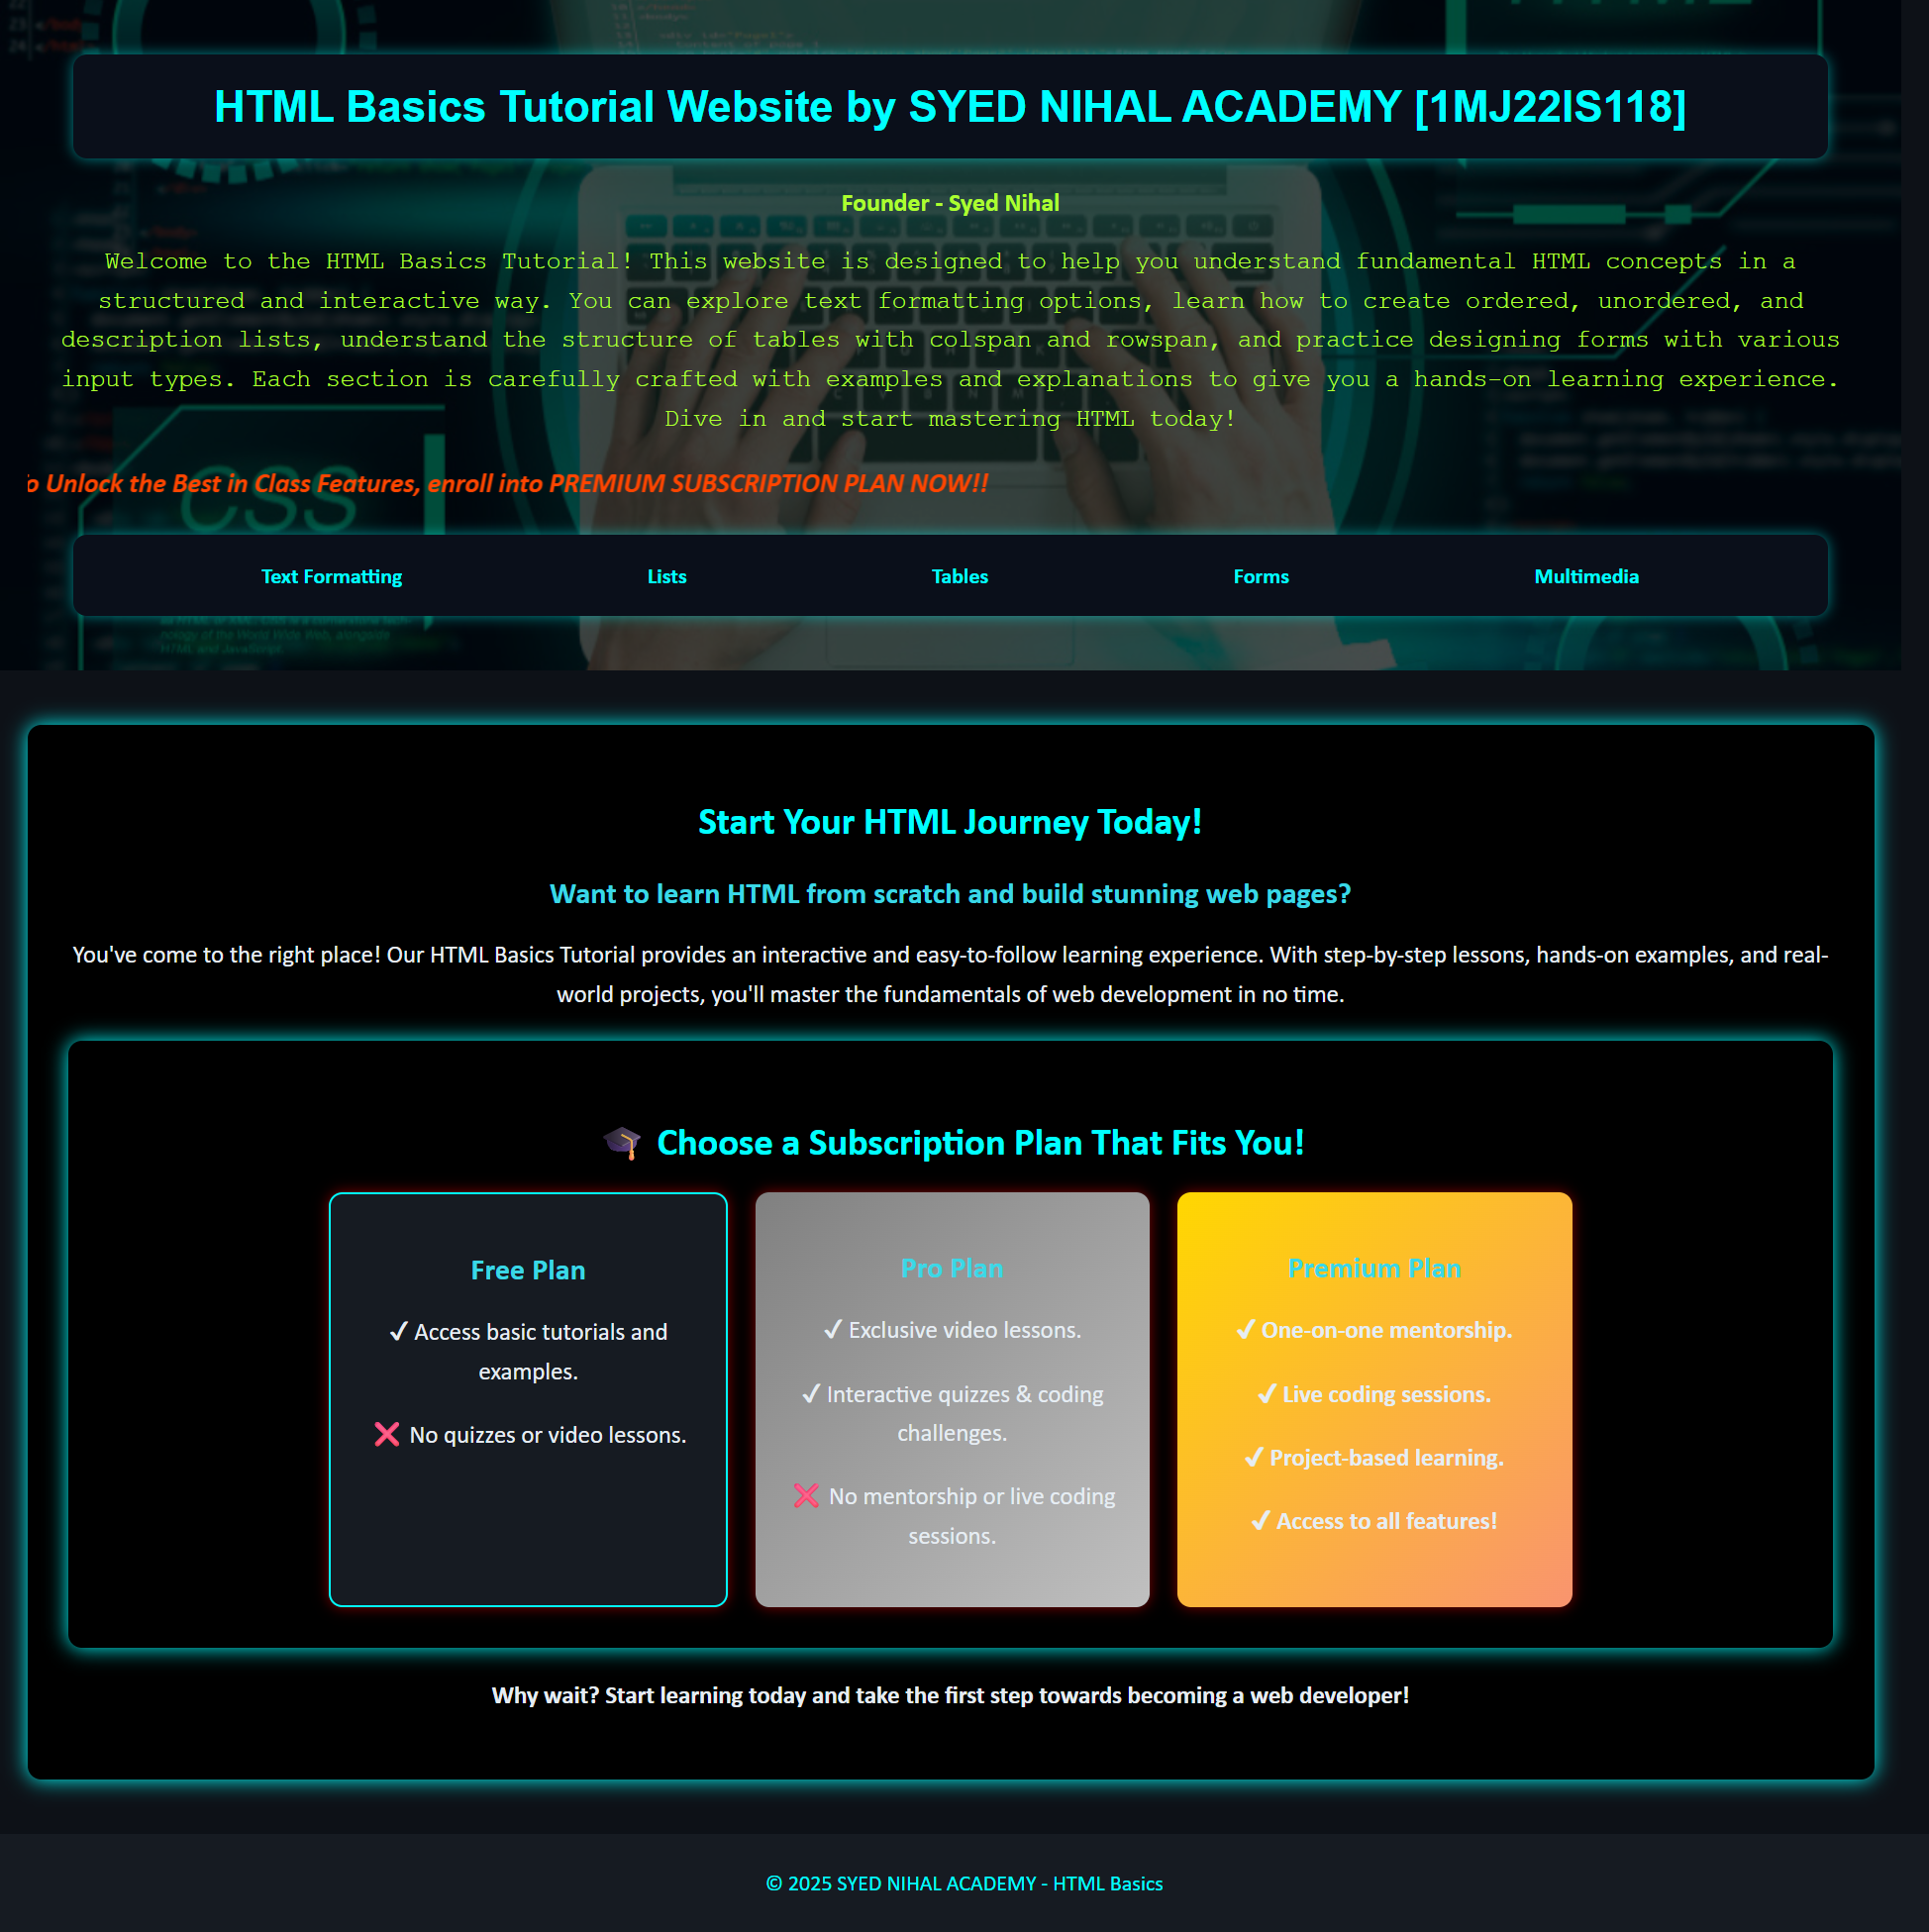 HTML Basics Tutorial Website by SYED NIHAL ACADEMY [1MJ22IS118]
Founder - Syed Nihal
Welcome to the HTML Basics Tutorial! This website is designed to help you understand fundamental HTML concepts in a
structured and interactive way. You can explore text formatting options, learn how to create ordered, unordered, and
description lists, understand the structure of tables with colspan and rowspan, and practice designing forms with various
input types. Each section is carefully crafted with examples and explanations to give you a hands-on learning experience.
Dive in and start mastering HTML today!
Unlock the Best in Class Features, enroll into PREMIUM SUBSCRIPTION PLAN NOW!!
CSS
Text Formatting
Lists
Tables
Forms
Multimedia
nology of the World Wide Web, alongside
HTML and JavaScript.
Start Your HTML Journey Today!
Want to learn HTML from scratch and build stunning web pages?
You've come to the right place! Our HTML Basics Tutorial provides an interactive and easy-to-follow learning experience. With step-by-step lessons, hands-on examples, and real-
world projects, you'll master the fundamentals of web development in no time.
🎓 Choose a Subscription Plan That Fits You!
Free Plan
✔ Access basic tutorials and
examples.
❌ No quizzes or video lessons.
Pro Plan
✔ Exclusive video lessons.
✔ Interactive quizzes & coding
challenges.
❌ No mentorship or live coding
sessions.
Premium Plan
✔ One-on-one mentorship.
✔ Live coding sessions.
✔ Project-based learning.
✔ Access to all features!
Why wait? Start learning today and take the first step towards becoming a web developer!
© 2025 SYED NIHAL ACADEMY - HTML Basics